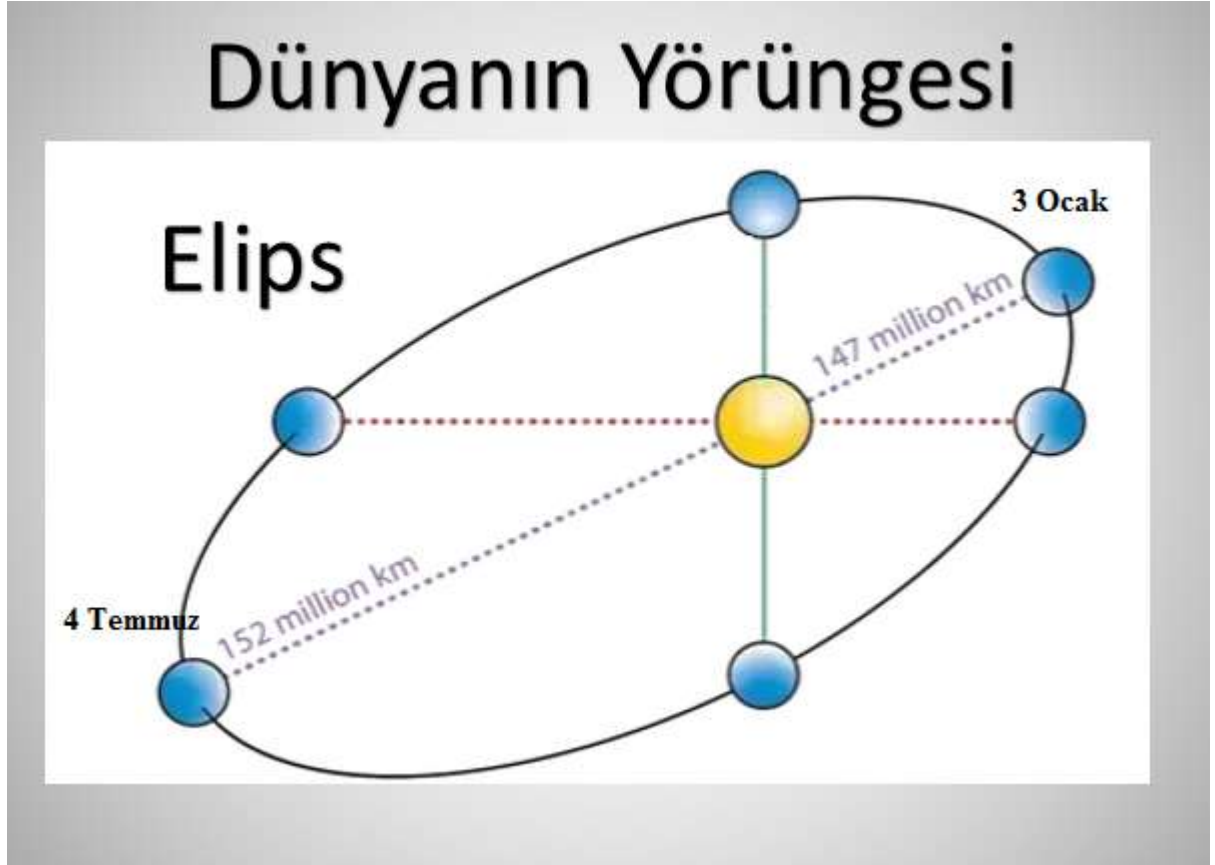 Dünyanın Yörüngesi
Elips
3 Ocak
147 million km
152 million km
4 Temmuz